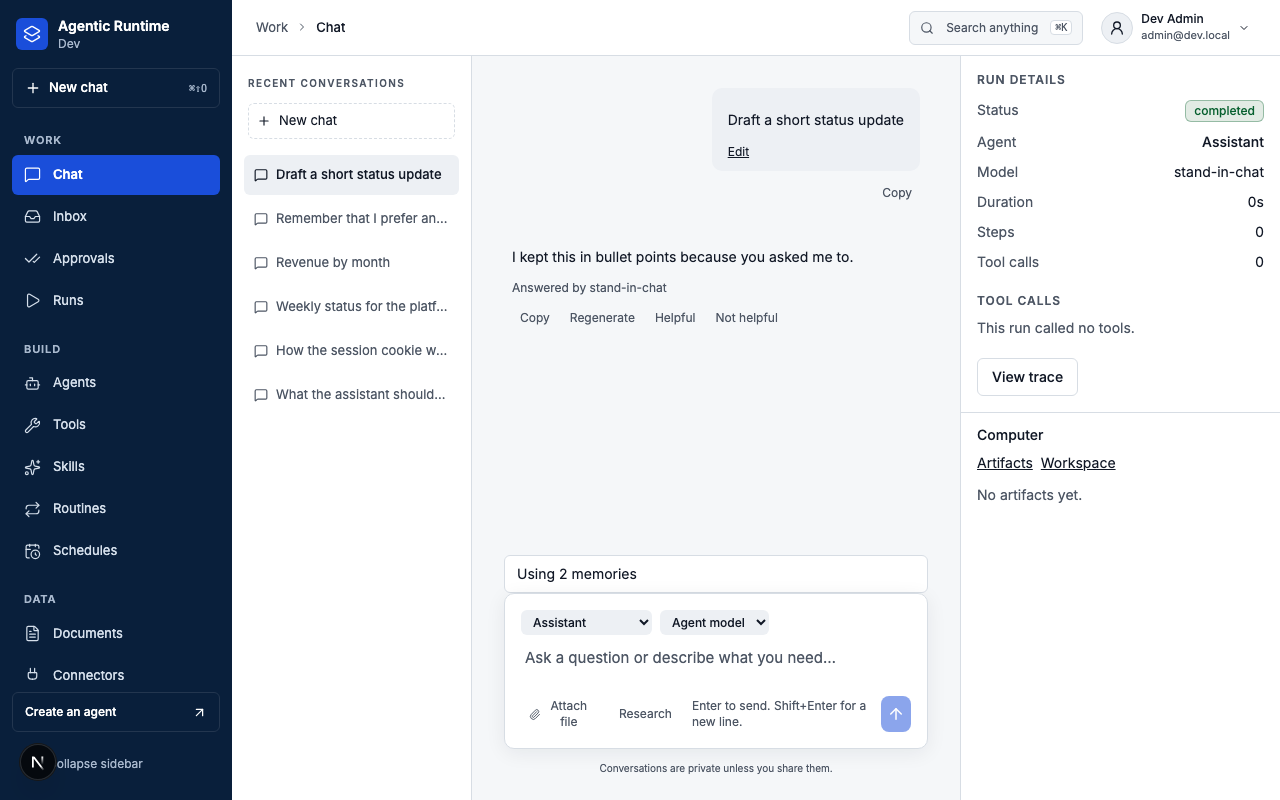 Agentic Runtime
Dev
New chat
⌘⇧O
WORK
Chat
Inbox
Approvals
Runs
BUILD
Agents
Tools
Skills
Routines
Schedules
DATA
Documents
Connectors
Create an agent
N
ollapse sidebar
Work
Chat
Search anything
⌘K
Dev Admin
admin@dev.local
RECENT CONVERSATIONS
New chat
Draft a short status update
Remember that I prefer an...
Revenue by month
Weekly status for the platf...
How the session cookie w...
What the assistant should...
Draft a short status update
Edit
Copy
I kept this in bullet points because you asked me to.
Answered by stand-in-chat
Copy Regenerate Helpful Not helpful
Using 2 memories
Assistant Agent model
Ask a question or describe what you need...
Attach
file
Research
Enter to send. Shift+Enter for a
new line.
Conversations are private unless you share them.
RUN DETAILS
Status completed
Agent Assistant
Model stand-in-chat
Duration 0s
Steps 0
Tool calls 0
TOOL CALLS
This run called no tools.
View trace
Computer
Artifacts Workspace
No artifacts yet.